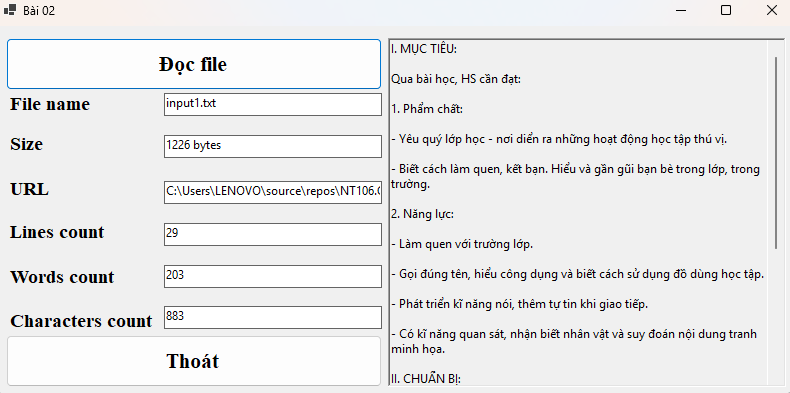 Bài 02
Đọc file
File name
input1.txt
Size
1226 bytes
URL
C:\Users\LENOVO\source\repos\NT106.
Lines count
29
Words count
203
Characters count
883
Thoát
I. MỤC TIÊU:
Qua bài học, HS cần đạt:
1. Phẩm chất:
- Yêu quý lớp học - nơi diễn ra những hoạt động học tập thú vị.
- Biết cách làm quen, kết bạn. Hiểu và gần gũi bạn bè trong lớp, trong
trường.
2. Năng lực:
- Làm quen với trường lớp.
- Gọi đúng tên, hiểu công dụng và biết cách sử dụng đồ dùng học tập.
- Phát triển kĩ năng nói, thêm tự tin khi giao tiếp.
- Có kĩ năng quan sát, nhận biết nhân vật và suy đoán nội dung tranh
minh họa.
II. CHUẨN BỊ: